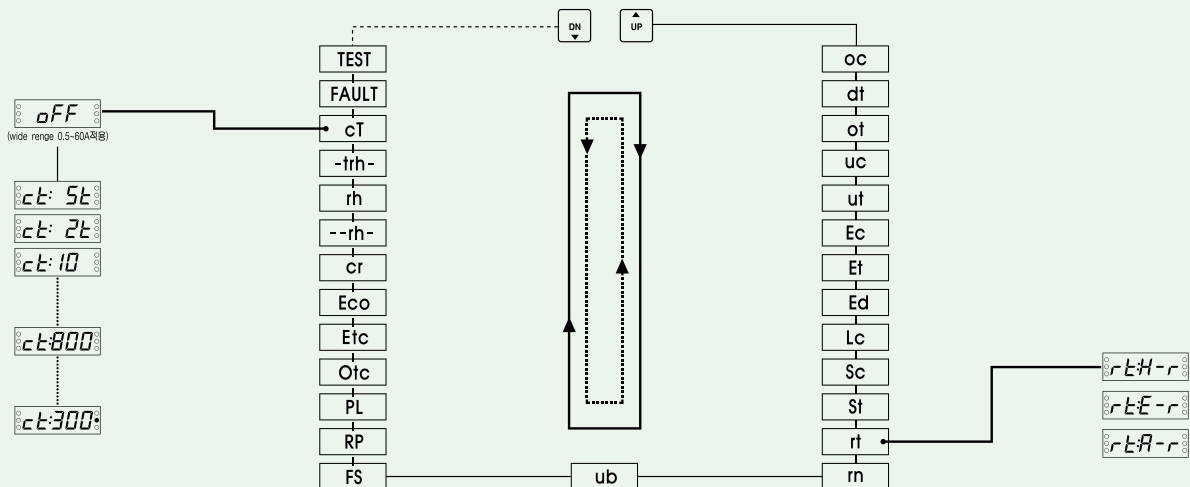 DN
UP
TEST
FAULT
cT
-trh-
rh
--rh-
cr
Eco
Etc
Otc
PL
RP
FS
ub
oc
dt
ot
uc
ut
Ec
Et
Ed
Lc
Sc
St
rt
rn
oFF
(wide renge 0.5~60A적용)
ct: 5t
ct: 2t
ct:10
ct:800
ct:300.
rt:H-r
rt:E-r
rt:A-r